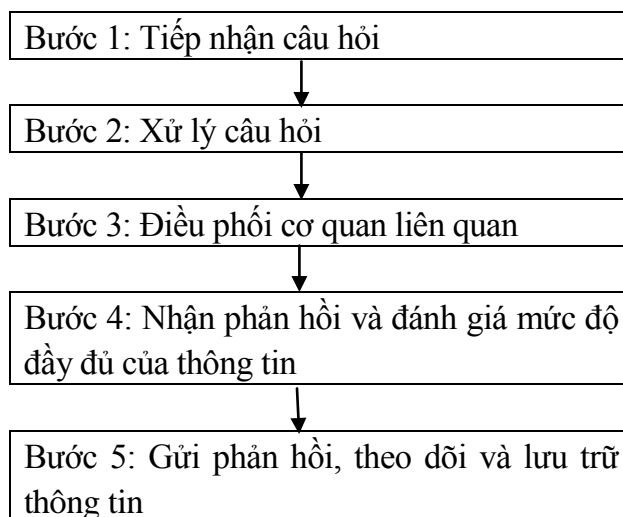 Bước 1: Tiếp nhận câu hỏi
Bước 2: Xử lý câu hỏi
Bước 3: Điều phối cơ quan liên quan
Bước 4: Nhận phản hồi và đánh giá mức độ
đầy đủ của thông tin
Bước 5: Gửi phản hồi, theo dõi và lưu trữ
thông tin